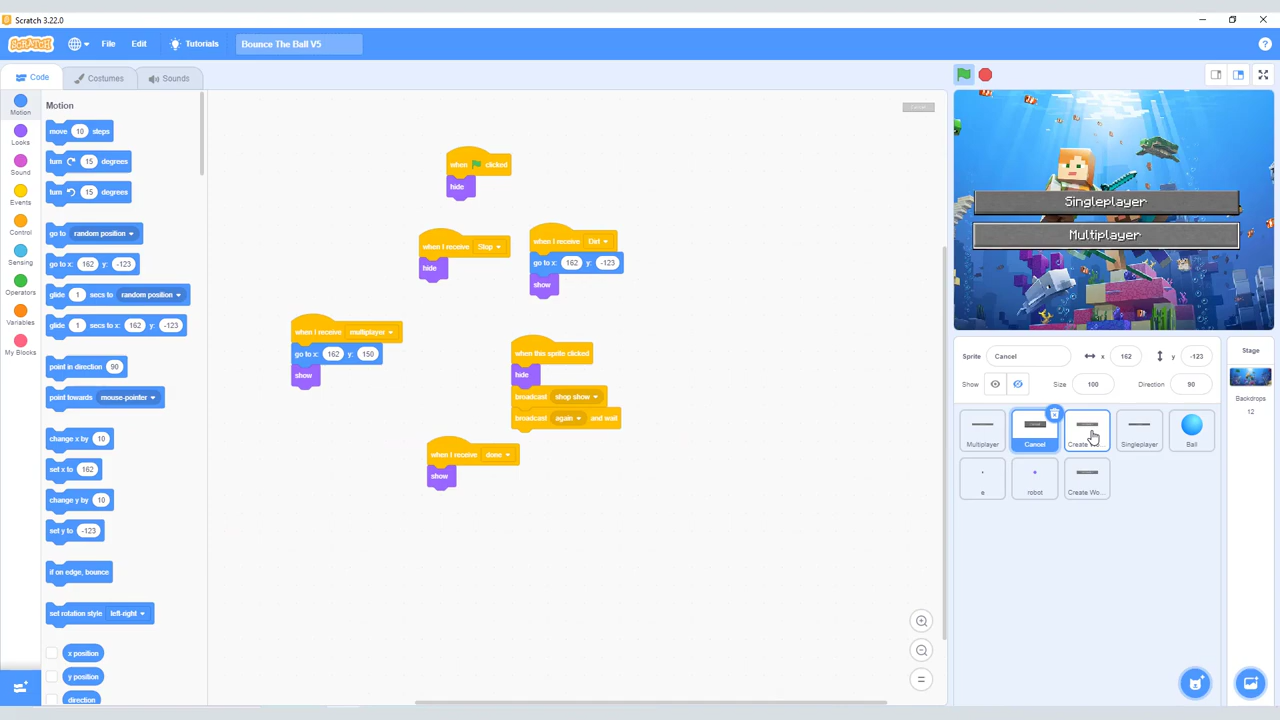 Scratch 3.22.0
SCRATCH
File
Edit
Tutorials
Bounce The Ball V5
Code
Costumes
Sounds
Motion
Looks
Sound
Events
Control
Sensing
Operators
Variables
My Blocks
Motion
move 10 steps
turn 15 degrees
turn 15 degrees
go to random position
go to x: 162 y: -123
glide 1 secs to random position
glide 1 secs to x: 162 y: -123
point in direction 90
point towards mouse-pointer
change x by 10
set x to 162
change y by 10
set y to -123
if on edge, bounce
set rotation style left-right
x position
y position
direction
when clicked
hide
when I receive Stop
hide
when I receive Dirt
go to x: 162 y: -123
show
when I receive multiplayer
go to x: 162 y: 150
show
when this sprite clicked
hide
broadcast shop show
broadcast again and wait
when I receive done
show
Singleplayer
Multiplayer
Sprite Cancel x 162 y -123
Show Size 100 Direction 90
Multiplayer
Cancel
Create Wo...
Singleplayer
Ball
e
robot
Create Wo...
Stage
Backdrops
12